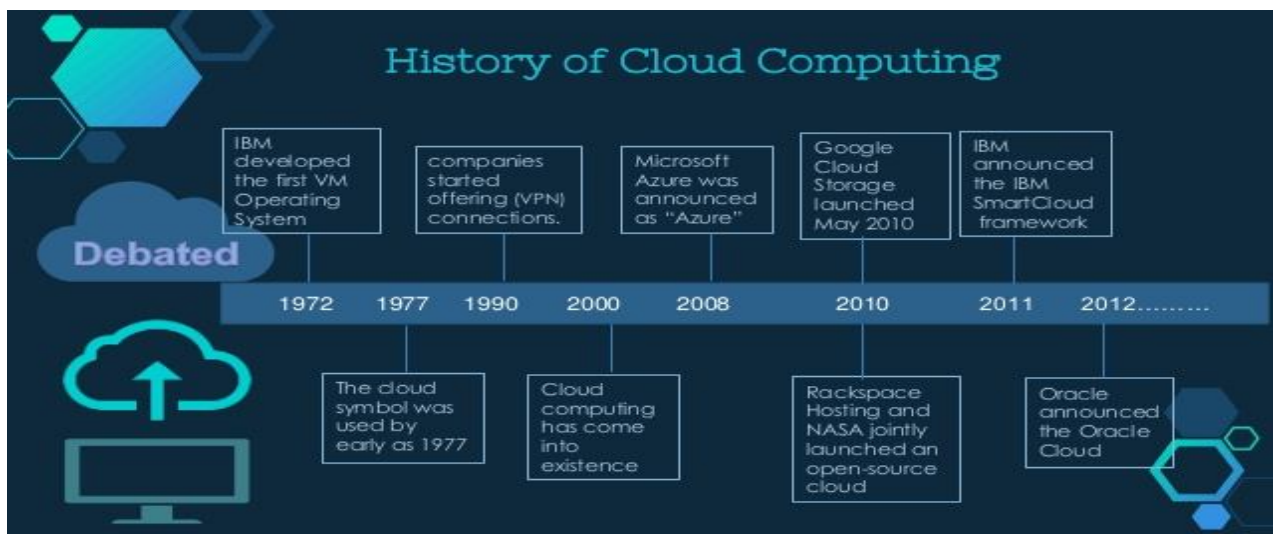 History of Cloud Computing
IBM
developed
the first VM
Operating
System
companies
started
offering (VPN)
connections.
Microsoft
Azure was
announced
as “Azure”
Google
Cloud
Storage
launched
May 2010
IBM
announced
the IBM
SmartCloud
framework
Debated
1972 1977 1990 2000 2008 2010 2011 2012.........
The cloud
symbol was
used by
early as 1977
Cloud
computing
has come
into
existence
Rackspace
Hosting and
NASA jointly
launched an
open-source
cloud
Oracle
announced
the Oracle
Cloud